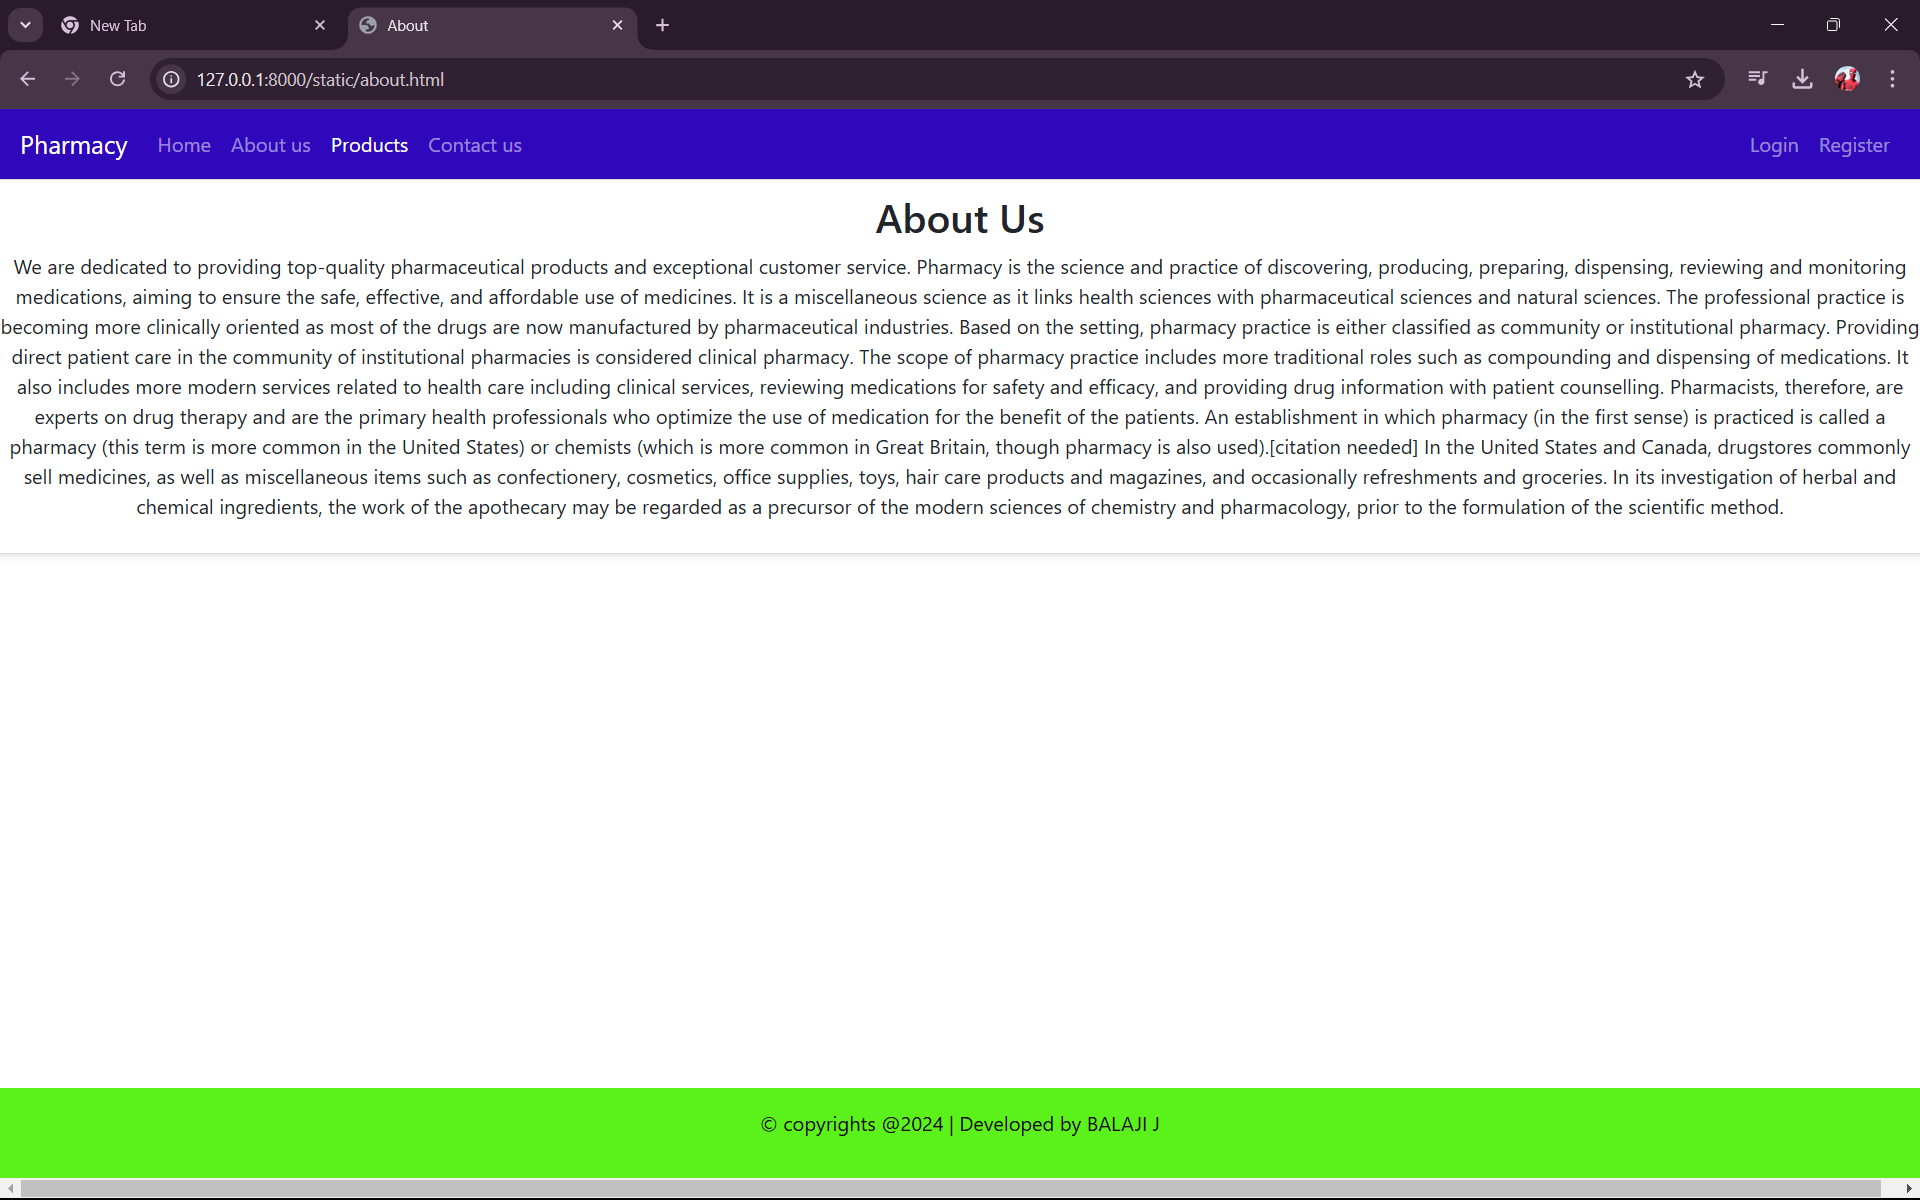 New Tab
About
127.0.0.1:8000/static/about.html
Pharmacy Home About us Products Contact us Login Register
About Us
We are dedicated to providing top-quality pharmaceutical products and exceptional customer service. Pharmacy is the science and practice of discovering, producing, preparing, dispensing, reviewing and monitoring
medications, aiming to ensure the safe, effective, and affordable use of medicines. It is a miscellaneous science as it links health sciences with pharmaceutical sciences and natural sciences. The professional practice is
becoming more clinically oriented as most of the drugs are now manufactured by pharmaceutical industries. Based on the setting, pharmacy practice is either classified as community or institutional pharmacy. Providing
direct patient care in the community of institutional pharmacies is considered clinical pharmacy. The scope of pharmacy practice includes more traditional roles such as compounding and dispensing of medications. It
also includes more modern services related to health care including clinical services, reviewing medications for safety and efficacy, and providing drug information with patient counselling. Pharmacists, therefore, are
experts on drug therapy and are the primary health professionals who optimize the use of medication for the benefit of the patients. An establishment in which pharmacy (in the first sense) is practiced is called a
pharmacy (this term is more common in the United States) or chemists (which is more common in Great Britain, though pharmacy is also used).[citation needed] In the United States and Canada, drugstores commonly
sell medicines, as well as miscellaneous items such as confectionery, cosmetics, office supplies, toys, hair care products and magazines, and occasionally refreshments and groceries. In its investigation of herbal and
chemical ingredients, the work of the apothecary may be regarded as a precursor of the modern sciences of chemistry and pharmacology, prior to the formulation of the scientific method.
© copyrights @2024 | Developed by BALAJI J